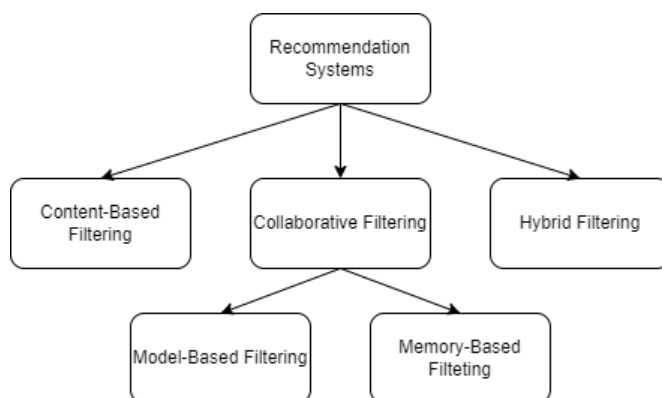 Recommendation
Systems
Content-Based
Filtering
Collaborative Filtering
Hybrid Filtering
Model-Based Filtering
Memory-Based
Filteting